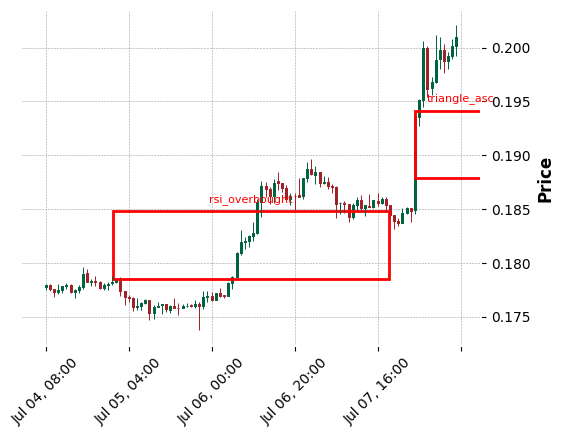 0.200
triangle_asc
0.195
0.190
rsi_overbought
0.185
0.180
0.175
Price
Jul 04, 08:00
Jul 05, 04:00
Jul 06, 00:00
Jul 06, 20:00
Jul 07, 16:00